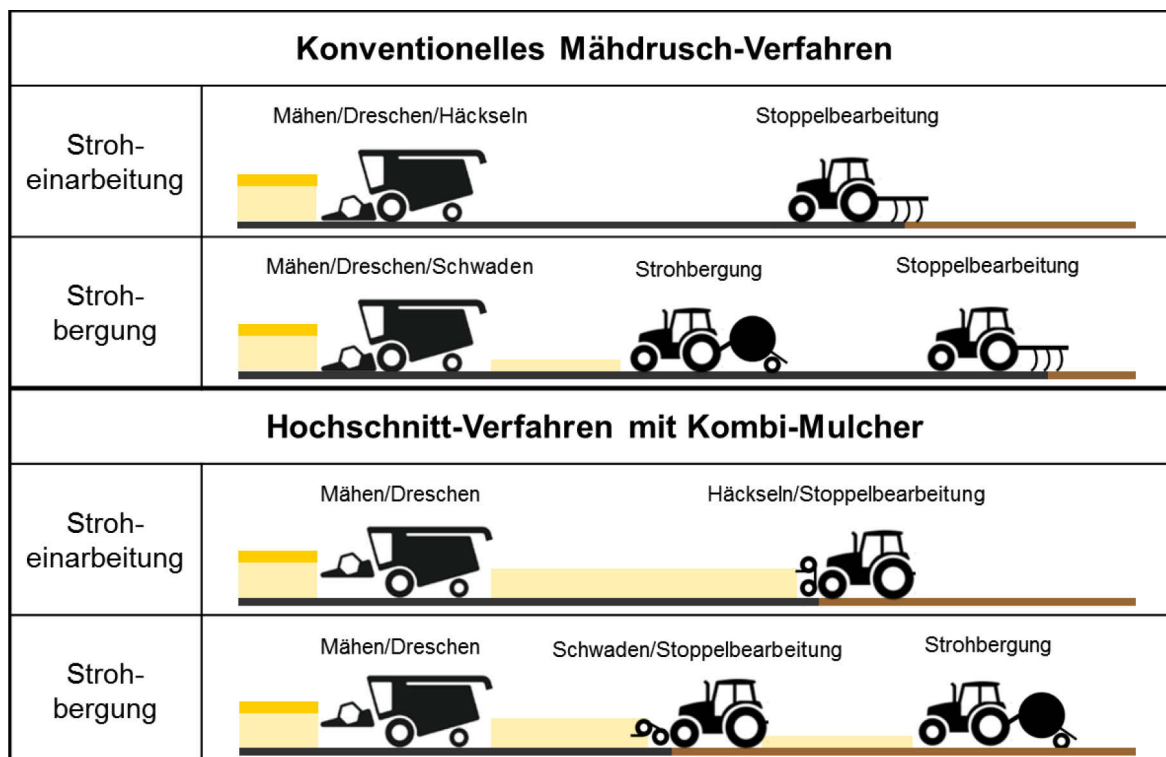 Konventionelles Mähdrusch-Verfahren
Stroh-
einarbeitung
Mähen/Dreschen/Häckseln
Stoppelbearbeitung
Stroh-
bergung
Mähen/Dreschen/Schwaden
Strohbergung
Stoppelbearbeitung
Hochschnitt-Verfahren mit Kombi-Mulcher
Stroh-
einarbeitung
Mähen/Dreschen
Häckseln/Stoppelbearbeitung
Stroh-
bergung
Mähen/Dreschen
Schwaden/Stoppelbearbeitung
Strohbergung